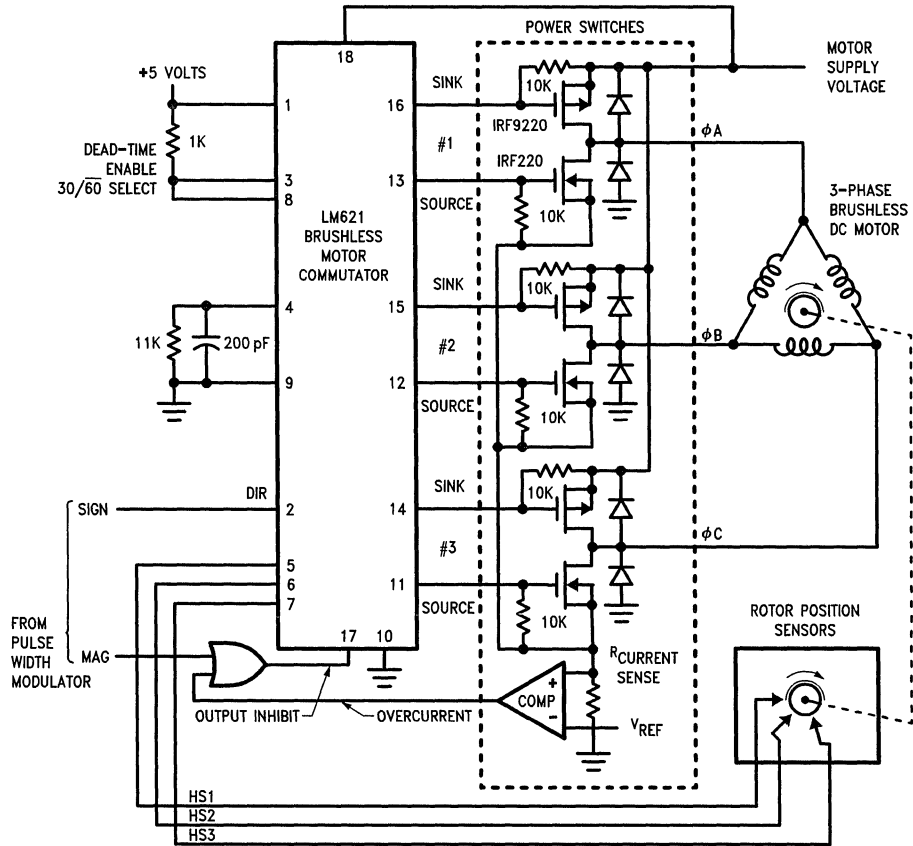 POWER SWITCHES
18
+5 VOLTS
MOTOR
SUPPLY
VOLTAGE
SINK
10K
1
16
IRF9220
1K
#1
ΦA
DEAD-TIME
ENABLE
30/6̅0̅ SELECT
IRF220
3
13
8
SOURCE
10K
3-PHASE
BRUSHLESS
DC MOTOR
LM621
BRUSHLESS
MOTOR
COMMUTATOR
SINK
10K
4
15
11K
200 pF
#2
ΦB
9
12
SOURCE
10K
SINK
10K
DIR
SIGN
2
14
#3
ΦC
5
6
7
11
SOURCE
10K
ROTOR POSITION
SENSORS
FROM
PULSE
WIDTH
MODULATOR
MAG
17
10
RCURRENT
SENSE
+
COMP
−
OUTPUT INHIBIT
OVERCURRENT
VREF
HS1
HS2
HS3